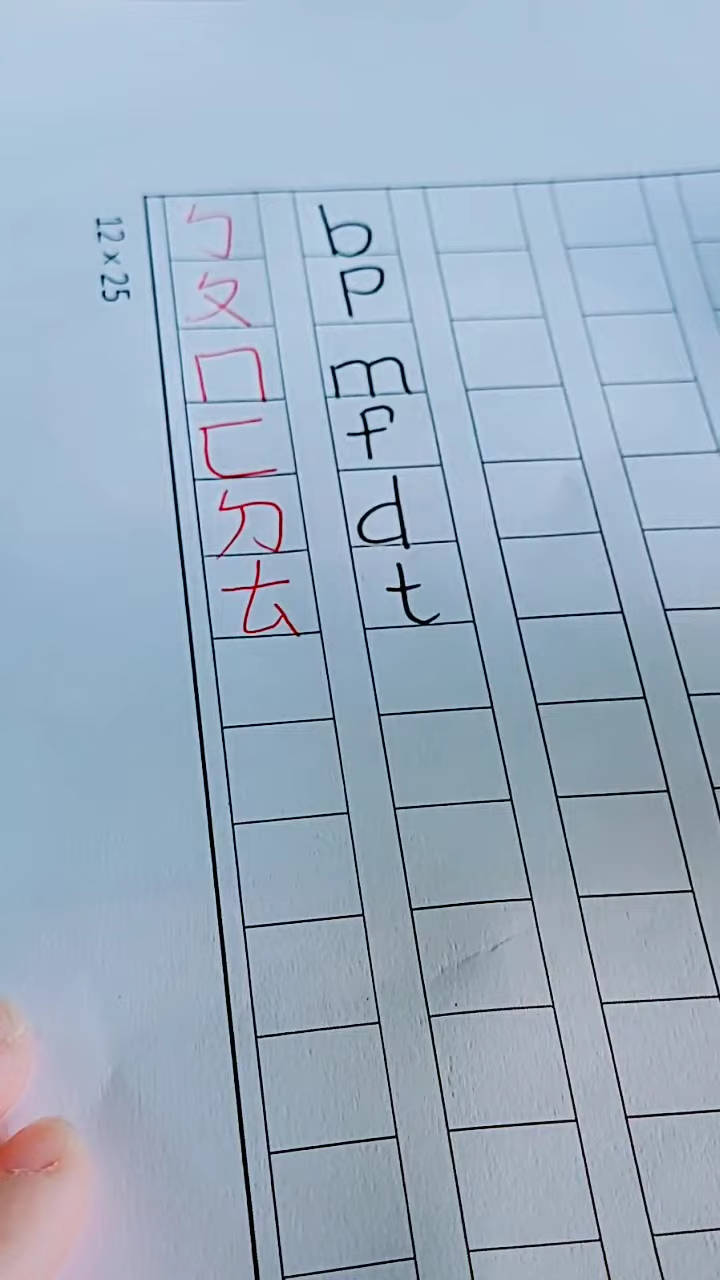 12×25
ㄅ b
ㄆ p
ㄇ m
ㄈ f
ㄉ d
ㄊ t